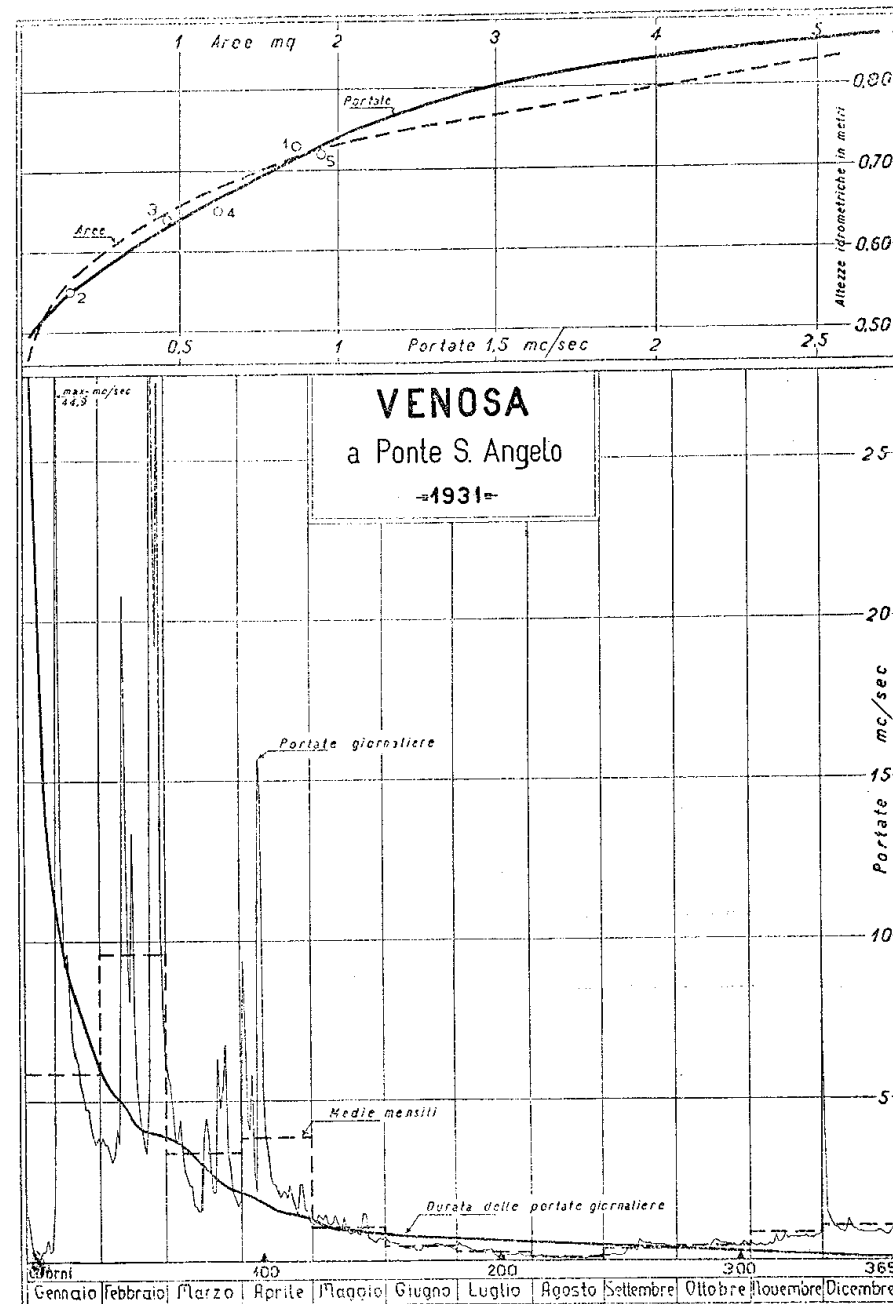 1 Aree mq 2 3 4 5
Portate
0,80
1
5
0,70
Altezze idrometriche in metri
3
4
Aree
0,60
2
0,50
0,5 1 Portate 1,5 mc/sec 2 2,5
max mc/sec
44,9
VENOSA
a Ponte S. Angelo
=1931=
25
20
Portate mc/sec
Portate giornaliere
15
10
5
Medie mensili
Durata delle portate giornaliere
Giorni 100 200 300 365
Gennaio Febbraio Marzo Aprile Maggio Giugno Luglio Agosto Settembre Ottobre Novembre Dicembre